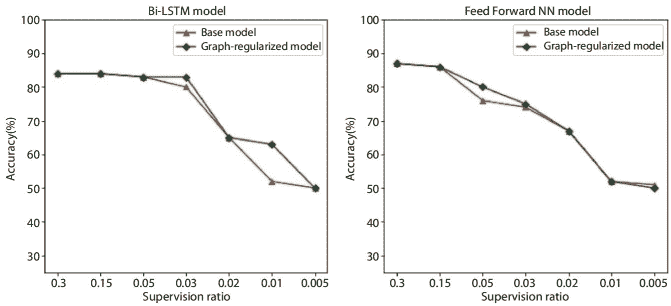 Bi-LSTM model
Base model
Graph-regularized model
100
90
80
70
60
50
40
30
Accuracy(%)
0.3 0.15 0.05 0.03 0.02 0.01 0.005
Supervision ratio
Feed Forward NN model
Base model
Graph-regularized model
100
90
80
70
60
50
40
30
Accuracy(%)
0.3 0.15 0.05 0.03 0.02 0.01 0.005
Supervision ratio